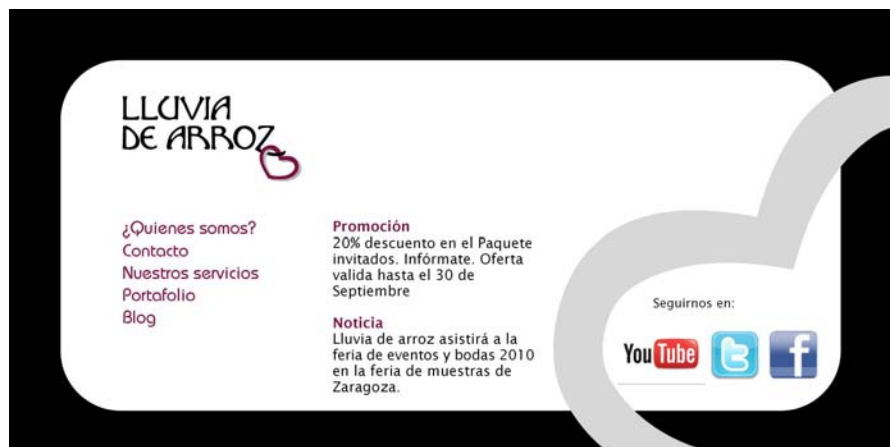 LLUVIA
DE ARROZ
¿Quienes somos?
Contacto
Nuestros servicios
Portafolio
Blog
Promoción
20% descuento en el Paquete
invitados. Infórmate. Oferta
valida hasta el 30 de
Septiembre
Noticia
Lluvia de arroz asistirá a la
feria de eventos y bodas 2010
en la feria de muestras de
Zaragoza.
Seguirnos en:
YouTube